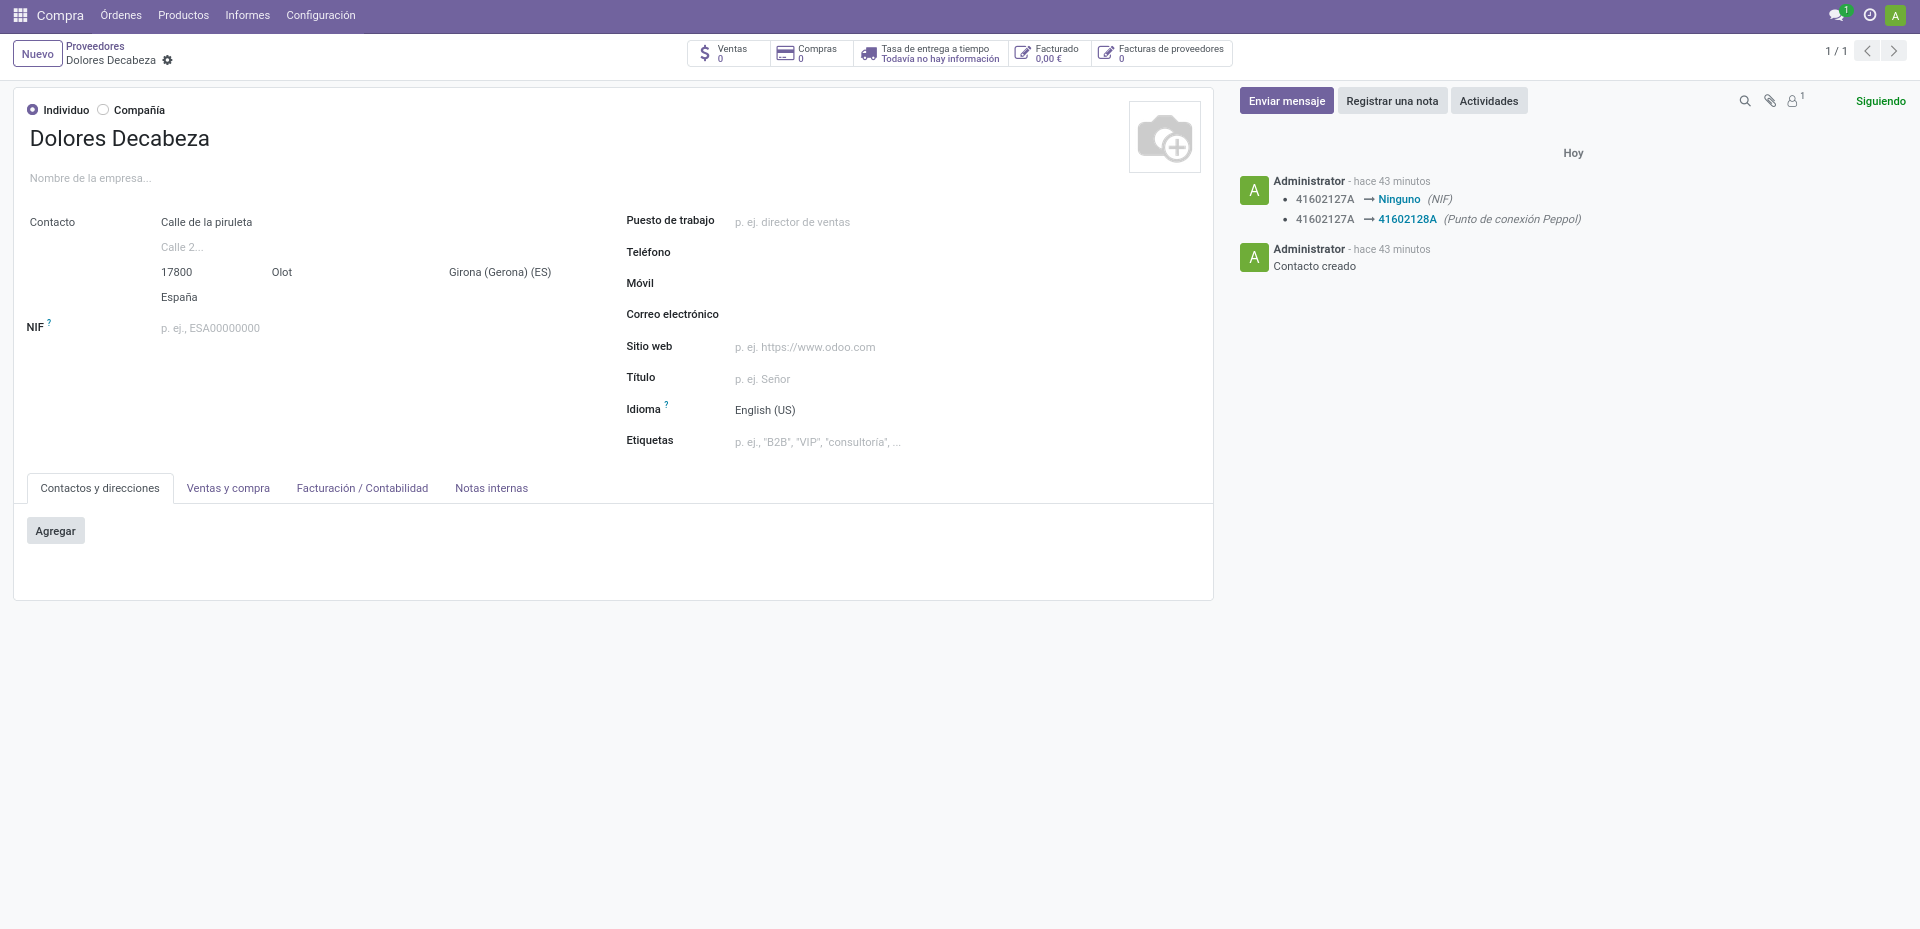 Compra Órdenes Productos Informes Configuración 1 A
Nuevo
Proveedores
Dolores Decabeza
Ventas
0
Compras
0
Tasa de entrega a tiempo
Todavía no hay información
Facturado
0,00 €
Facturas de proveedores
0
1 / 1
Individuo Compañía
Dolores Decabeza
Nombre de la empresa...
Contacto
Calle de la piruleta
Calle 2...
17800 Olot Girona (Gerona) (ES)
España
NIF ? p. ej., ESA00000000
Puesto de trabajo p. ej. director de ventas
Teléfono
Móvil
Correo electrónico
Sitio web p. ej. https://www.odoo.com
Título p. ej. Señor
Idioma ? English (US)
Etiquetas p. ej., "B2B", "VIP", "consultoría", ...
Contactos y direcciones Ventas y compra Facturación / Contabilidad Notas internas
Agregar
Enviar mensaje Registrar una nota Actividades 1 Siguiendo
Hoy
A
Administrator - hace 43 minutos
• 41602127A → Ninguno (NIF)
• 41602127A → 41602128A (Punto de conexión Peppol)
A
Administrator - hace 43 minutos
Contacto creado